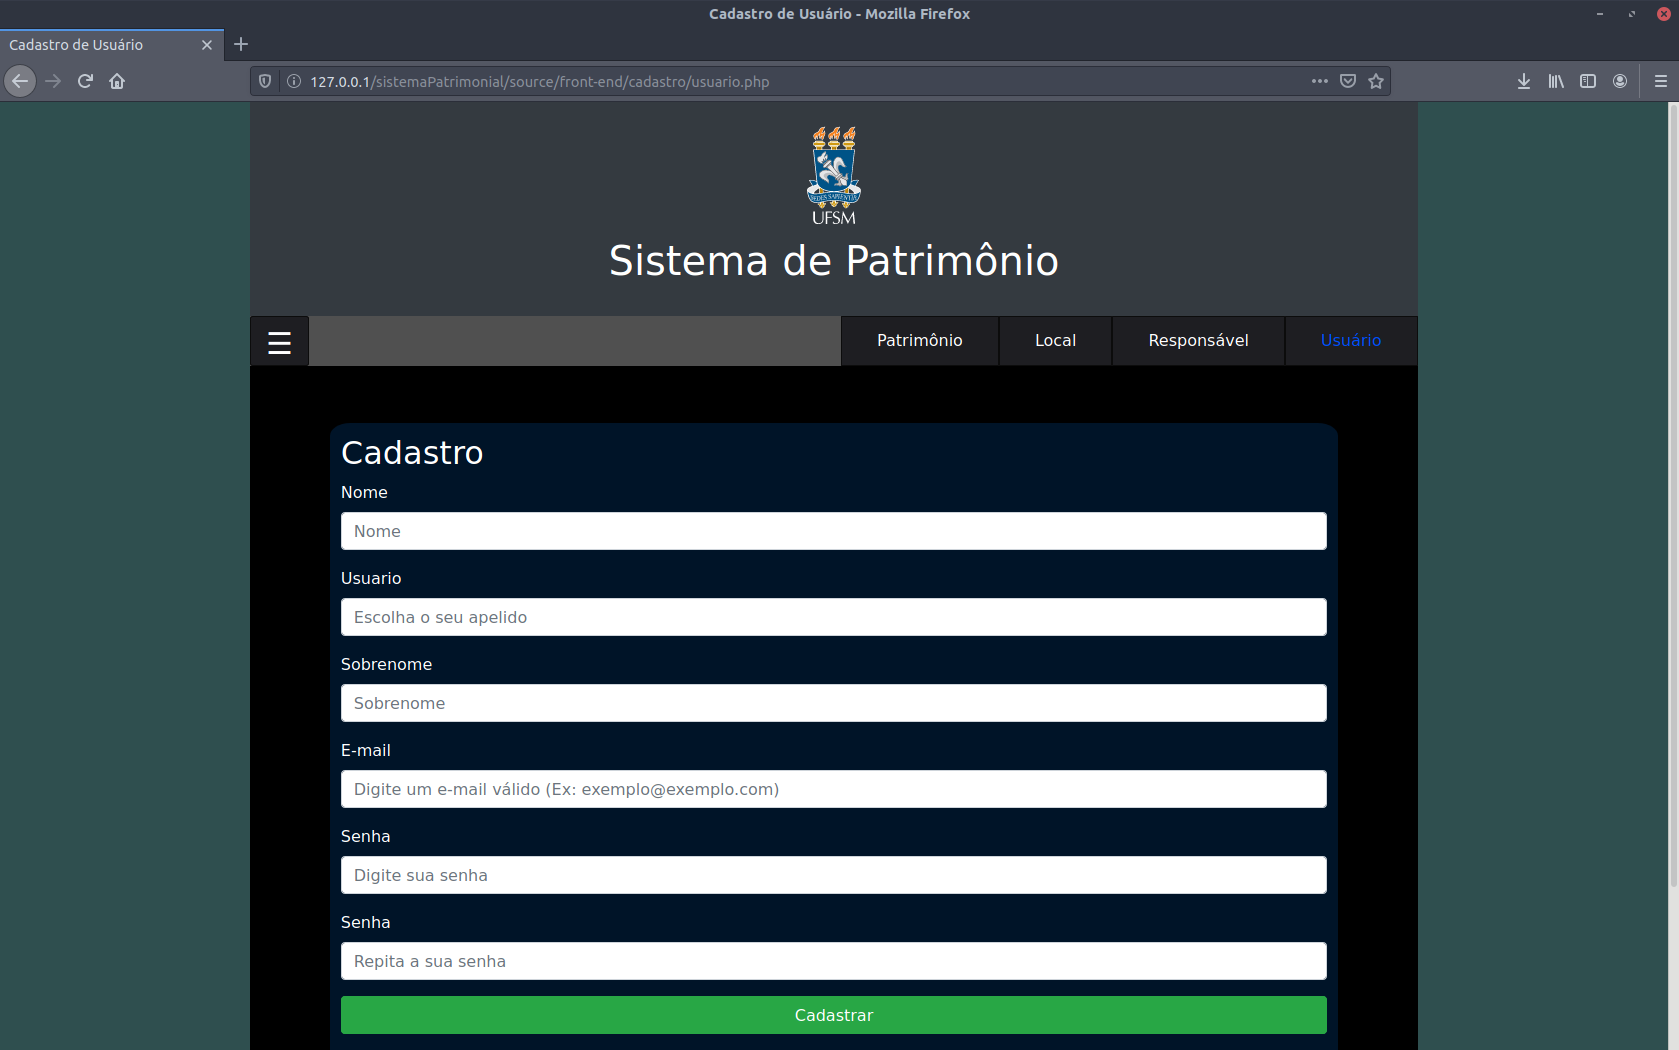 Cadastro de Usuário - Mozilla Firefox
Cadastro de Usuário
127.0.0.1/sistemaPatrimonial/source/front-end/cadastro/usuario.php
SEDES SAPIENTIAE
UFSM
Sistema de Patrimônio
Patrimônio Local Responsável Usuário
Cadastro
Nome
Nome
Usuario
Escolha o seu apelido
Sobrenome
Sobrenome
E-mail
Digite um e-mail válido (Ex: exemplo@exemplo.com)
Senha
Digite sua senha
Senha
Repita a sua senha
Cadastrar